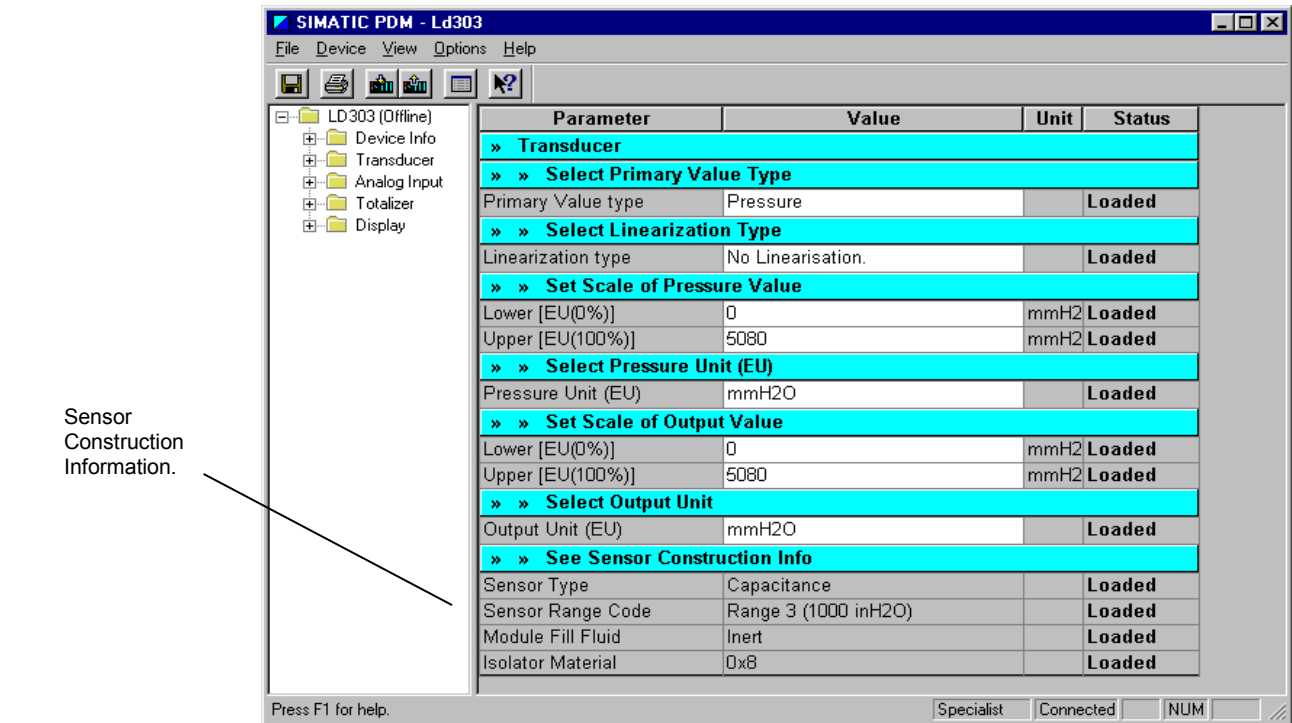 SIMATIC PDM - Ld303
File Device View Options Help
LD303 (Offline)
Device Info
Transducer
Analog Input
Totalizer
Display
Parameter Value Unit Status
» Transducer
» » Select Primary Value Type
Primary Value type Pressure Loaded
» » Select Linearization Type
Linearization type No Linearisation. Loaded
» » Set Scale of Pressure Value
Lower [EU(0%)] 0 mmH2 Loaded
Upper [EU(100%)] 5080 mmH2 Loaded
» » Select Pressure Unit (EU)
Pressure Unit (EU) mmH2O Loaded
» » Set Scale of Output Value
Lower [EU(0%)] 0 mmH2 Loaded
Upper [EU(100%)] 5080 mmH2 Loaded
» » Select Output Unit
Output Unit (EU) mmH2O Loaded
» » See Sensor Construction Info
Sensor Type Capacitance Loaded
Sensor Range Code Range 3 (1000 inH2O) Loaded
Module Fill Fluid Inert Loaded
Isolator Material 0x8 Loaded
Sensor
Construction
Information.
Press F1 for help. Specialist Connected NUM